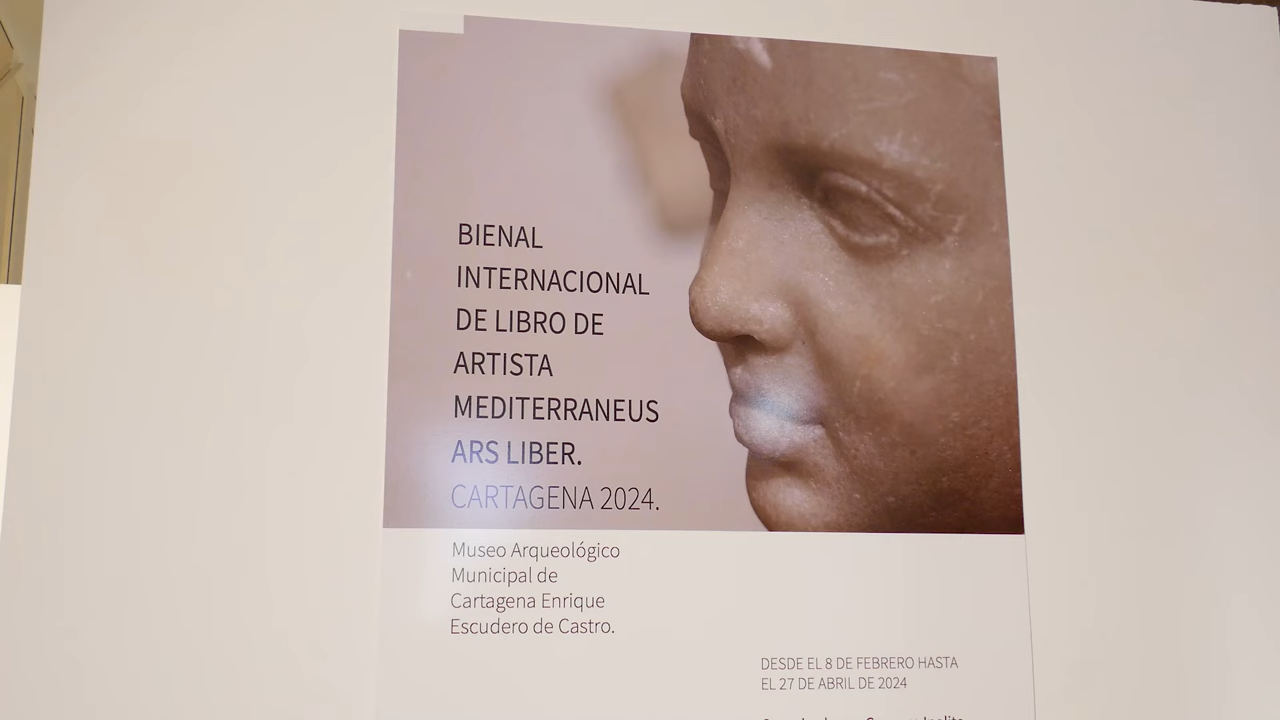 BIENAL
INTERNACIONAL
DE LIBRO DE
ARTISTA
MEDITERRANEUS
ARS LIBER.
CARTAGENA 2024.
Museo Arqueológico
Municipal de
Cartagena Enrique
Escudero de Castro.
DESDE EL 8 DE FEBRERO HASTA
EL 27 DE ABRIL DE 2024